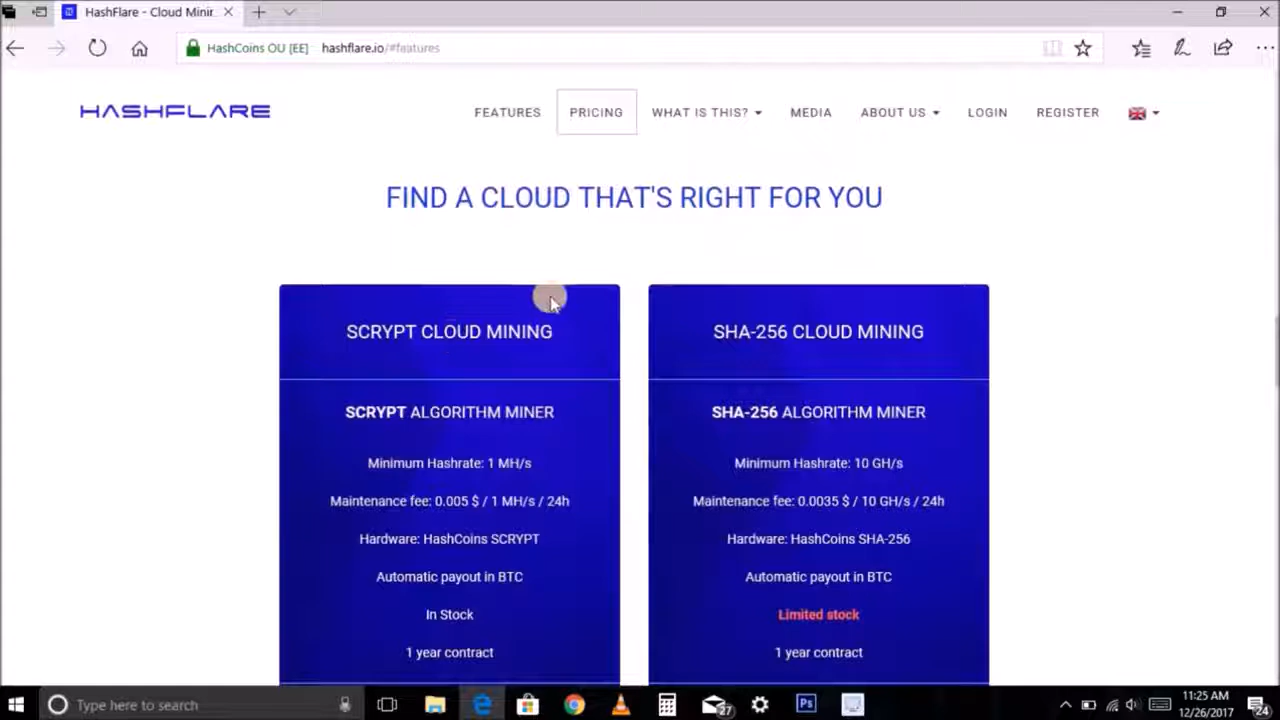 HashFlare - Cloud Minir
HashCoins OU [EE] hashflare.io/#features
HASHFLARE
FEATURES PRICING WHAT IS THIS? MEDIA ABOUT US LOGIN REGISTER
FIND A CLOUD THAT'S RIGHT FOR YOU
SCRYPT CLOUD MINING
SCRYPT ALGORITHM MINER
Minimum Hashrate: 1 MH/s
Maintenance fee: 0.005 $ / 1 MH/s / 24h
Hardware: HashCoins SCRYPT
Automatic payout in BTC
In Stock
1 year contract
SHA-256 CLOUD MINING
SHA-256 ALGORITHM MINER
Minimum Hashrate: 10 GH/s
Maintenance fee: 0.0035 $ / 10 GH/s / 24h
Hardware: HashCoins SHA-256
Automatic payout in BTC
Limited stock
1 year contract
Type here to search
27
Ps
11:25 AM
12/26/2017
24